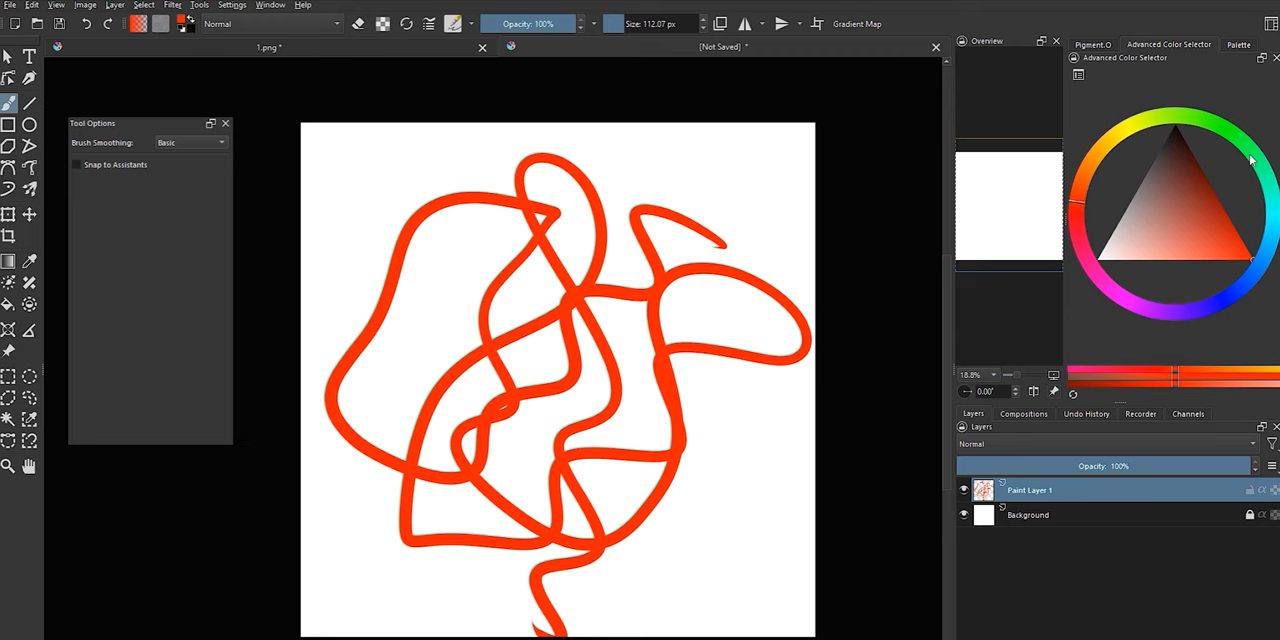 File Edit View Image Layer Select Filter Tools Settings Window Help
Normal Opacity: 100% Size: 112.07 px Gradient Map
1.png * [Not Saved] *
Tool Options
Brush Smoothing: Basic
Snap to Assistants
Overview
18.8%
0.00°
Pigment.O Advanced Color Selector Palette
Advanced Color Selector
Layers Compositions Undo History Recorder Channels
Layers
Normal
Opacity: 100%
Paint Layer 1
Background